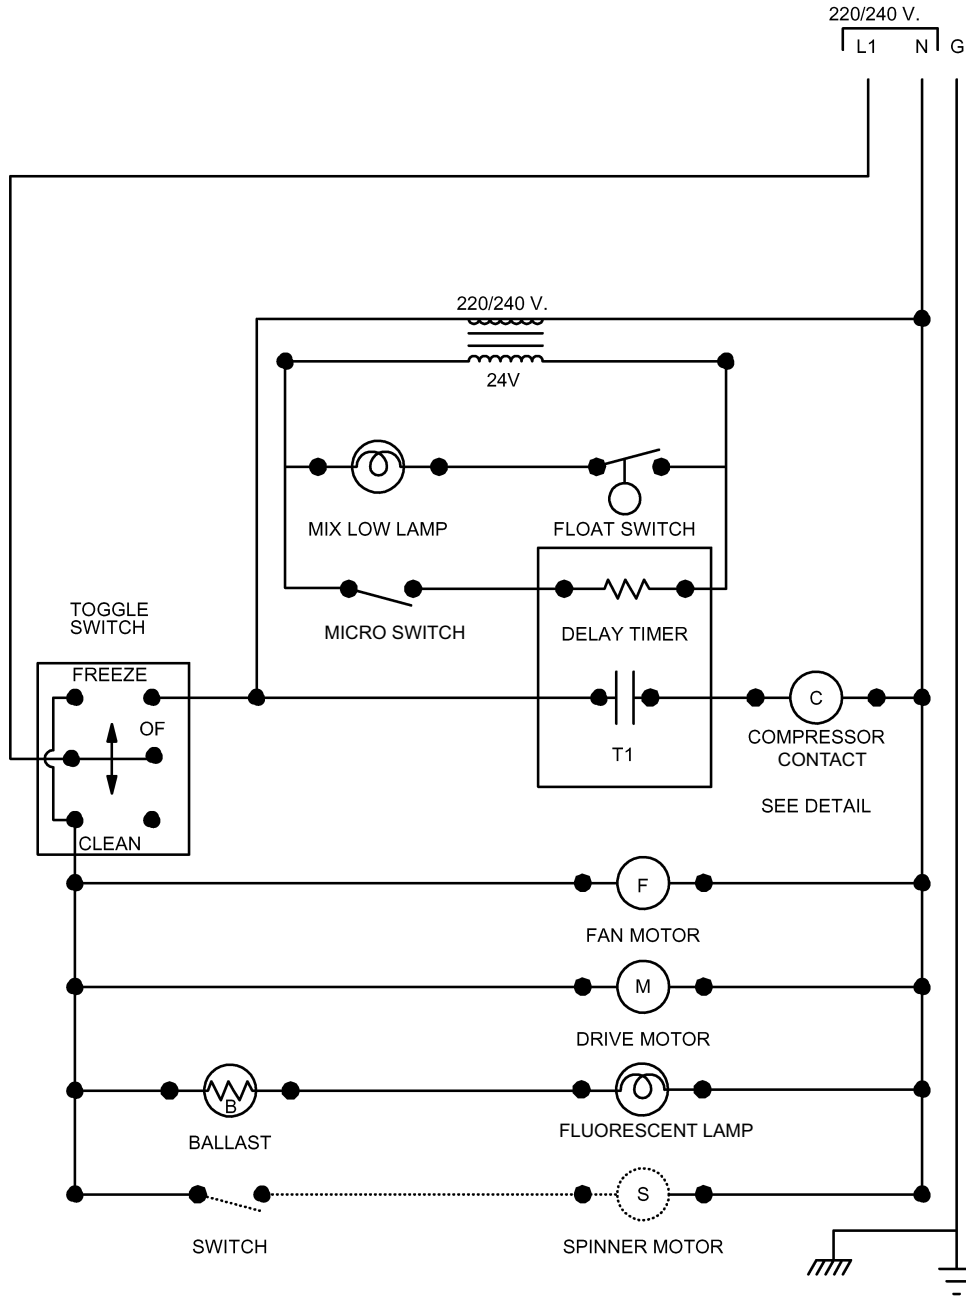 220/240 V.
L1 N G
220/240 V.
24V
MIX LOW LAMP FLOAT SWITCH
MICRO SWITCH DELAY TIMER
TOGGLE
SWITCH
FREEZE
OF
C
T1
COMPRESSOR
CONTACT
SEE DETAIL
CLEAN
F
FAN MOTOR
M
DRIVE MOTOR
B
BALLAST
FLUORESCENT LAMP
S
SWITCH SPINNER MOTOR